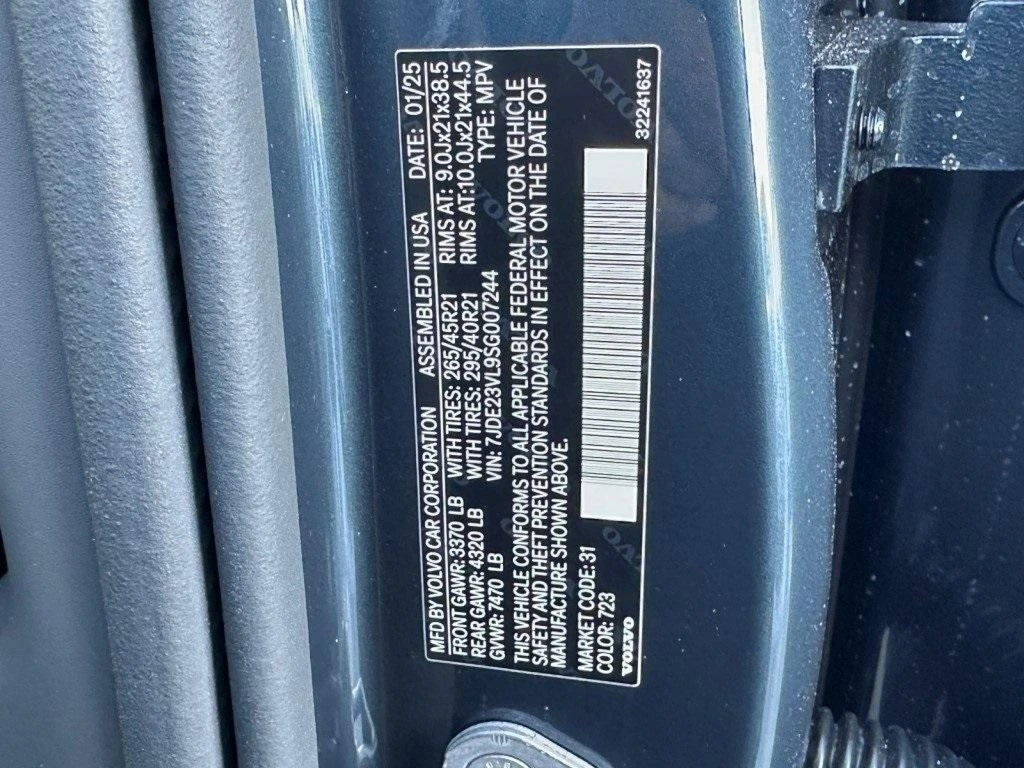 MFD BY VOLVO CAR CORPORATION ASSEMBLED IN USA DATE: 01/25
FRONT GAWR: 3370 LB WITH TIRES: 265/45R21 RIMS AT: 9.0Jx21x38.5
REAR GAWR: 4320 LB WITH TIRES: 295/40R21 RIMS AT:10.0Jx21x44.5
GVWR: 7470 LB VIN: 7JDE23VL9SG007244 TYPE: MPV
THIS VEHICLE CONFORMS TO ALL APPLICABLE FEDERAL MOTOR VEHICLE
SAFETY AND THEFT PREVENTION STANDARDS IN EFFECT ON THE DATE OF
MANUFACTURE SHOWN ABOVE.
MARKET CODE: 31
COLOR: 723
VOLVO
32241637
VOLVO
VOLVO
VOLVO